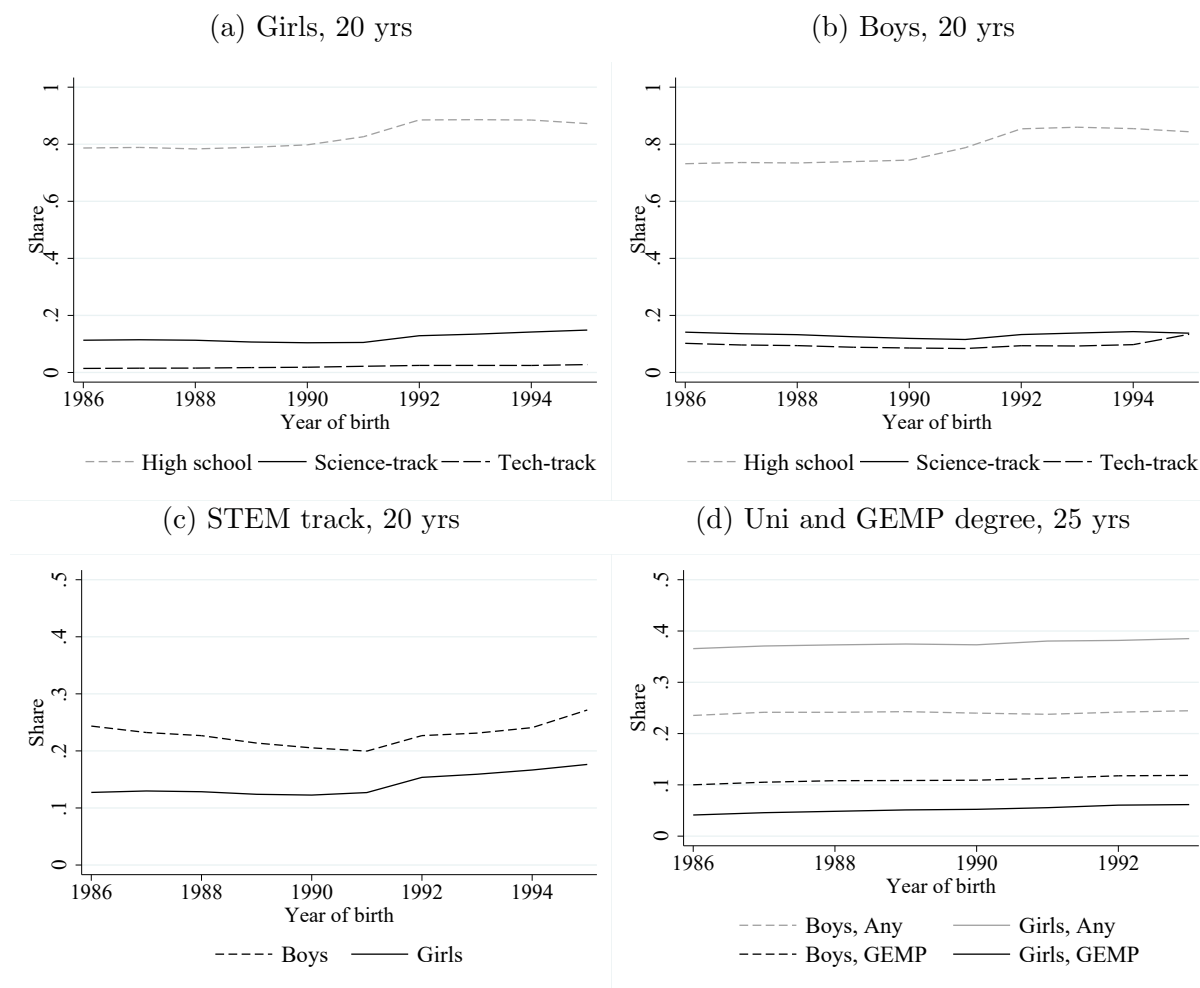 (a) Girls, 20 yrs
1
.8
.6
.4
.2
0
Share
1986 1988 1990 1992 1994
Year of birth
High school Science-track Tech-track
(b) Boys, 20 yrs
1
.8
.6
.4
.2
0
Share
1986 1988 1990 1992 1994
Year of birth
High school Science-track Tech-track
(c) STEM track, 20 yrs
.5
.4
.3
.2
.1
0
Share
1986 1988 1990 1992 1994
Year of birth
Boys Girls
(d) Uni and GEMP degree, 25 yrs
.5
.4
.3
.2
.1
0
Share
1986 1988 1990 1992
Year of birth
Boys, Any Girls, Any
Boys, GEMP Girls, GEMP